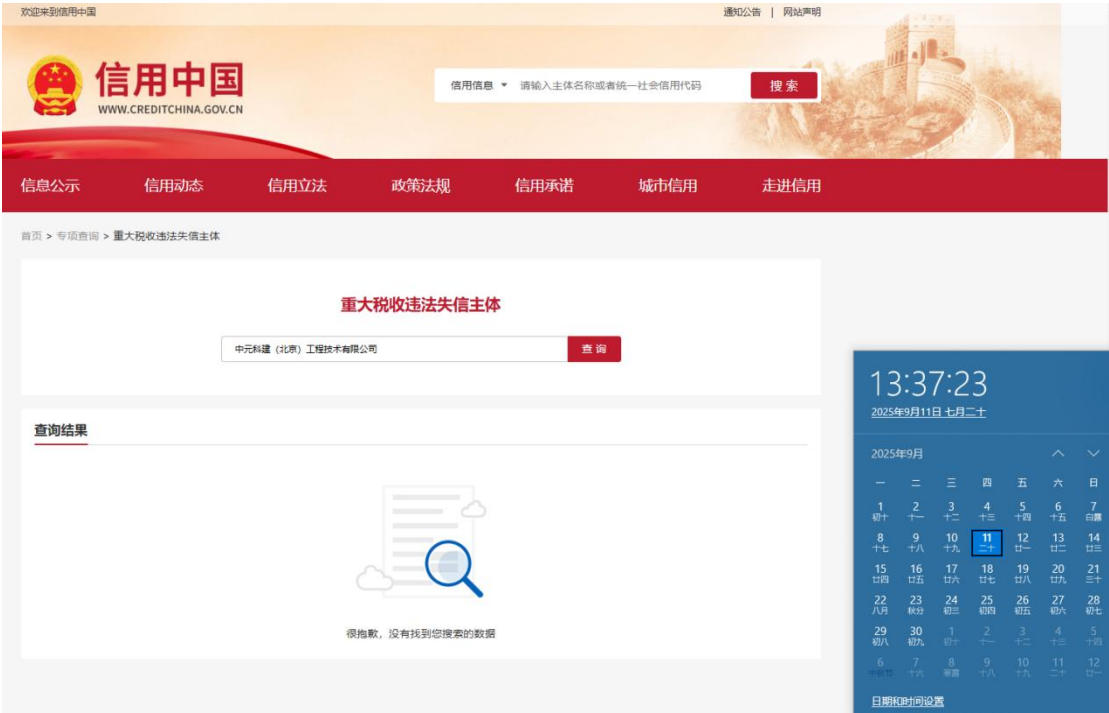 欢迎来到信用中国
通知公告 | 网站声明
信用中国
WWW.CREDITCHINA.GOV.CN
信用信息 请输入主体名称或者统一社会信用代码 搜索
信息公示 信用动态 信用立法 政策法规 信用承诺 城市信用 走进信用
首页 > 专项查询 > 重大税收违法失信主体
重大税收违法失信主体
中元科建（北京）工程技术有限公司 查询
查询结果
很抱歉，没有找到您搜索的数据
13:37:23
2025年9月11日 七月二十
2025年9月
一 二 三 四 五 六 日
1 2 3 4 5 6 7
初十 十一 十二 十三 十四 十五 白露
8 9 10 11 12 13 14
十七 十八 十九 二十 廿一 廿二 廿三
15 16 17 18 19 20 21
廿四 廿五 廿六 廿七 廿八 廿九 三十
22 23 24 25 26 27 28
八月 秋分 初三 初四 初五 初六 初七
29 30 1 2 3 4 5
初八 初九 初十 十一 十二 十三 十四
6 7 8 9 10 11 12
中秋节 十六 寒露 十八 十九 二十 廿一
日期和时间设置